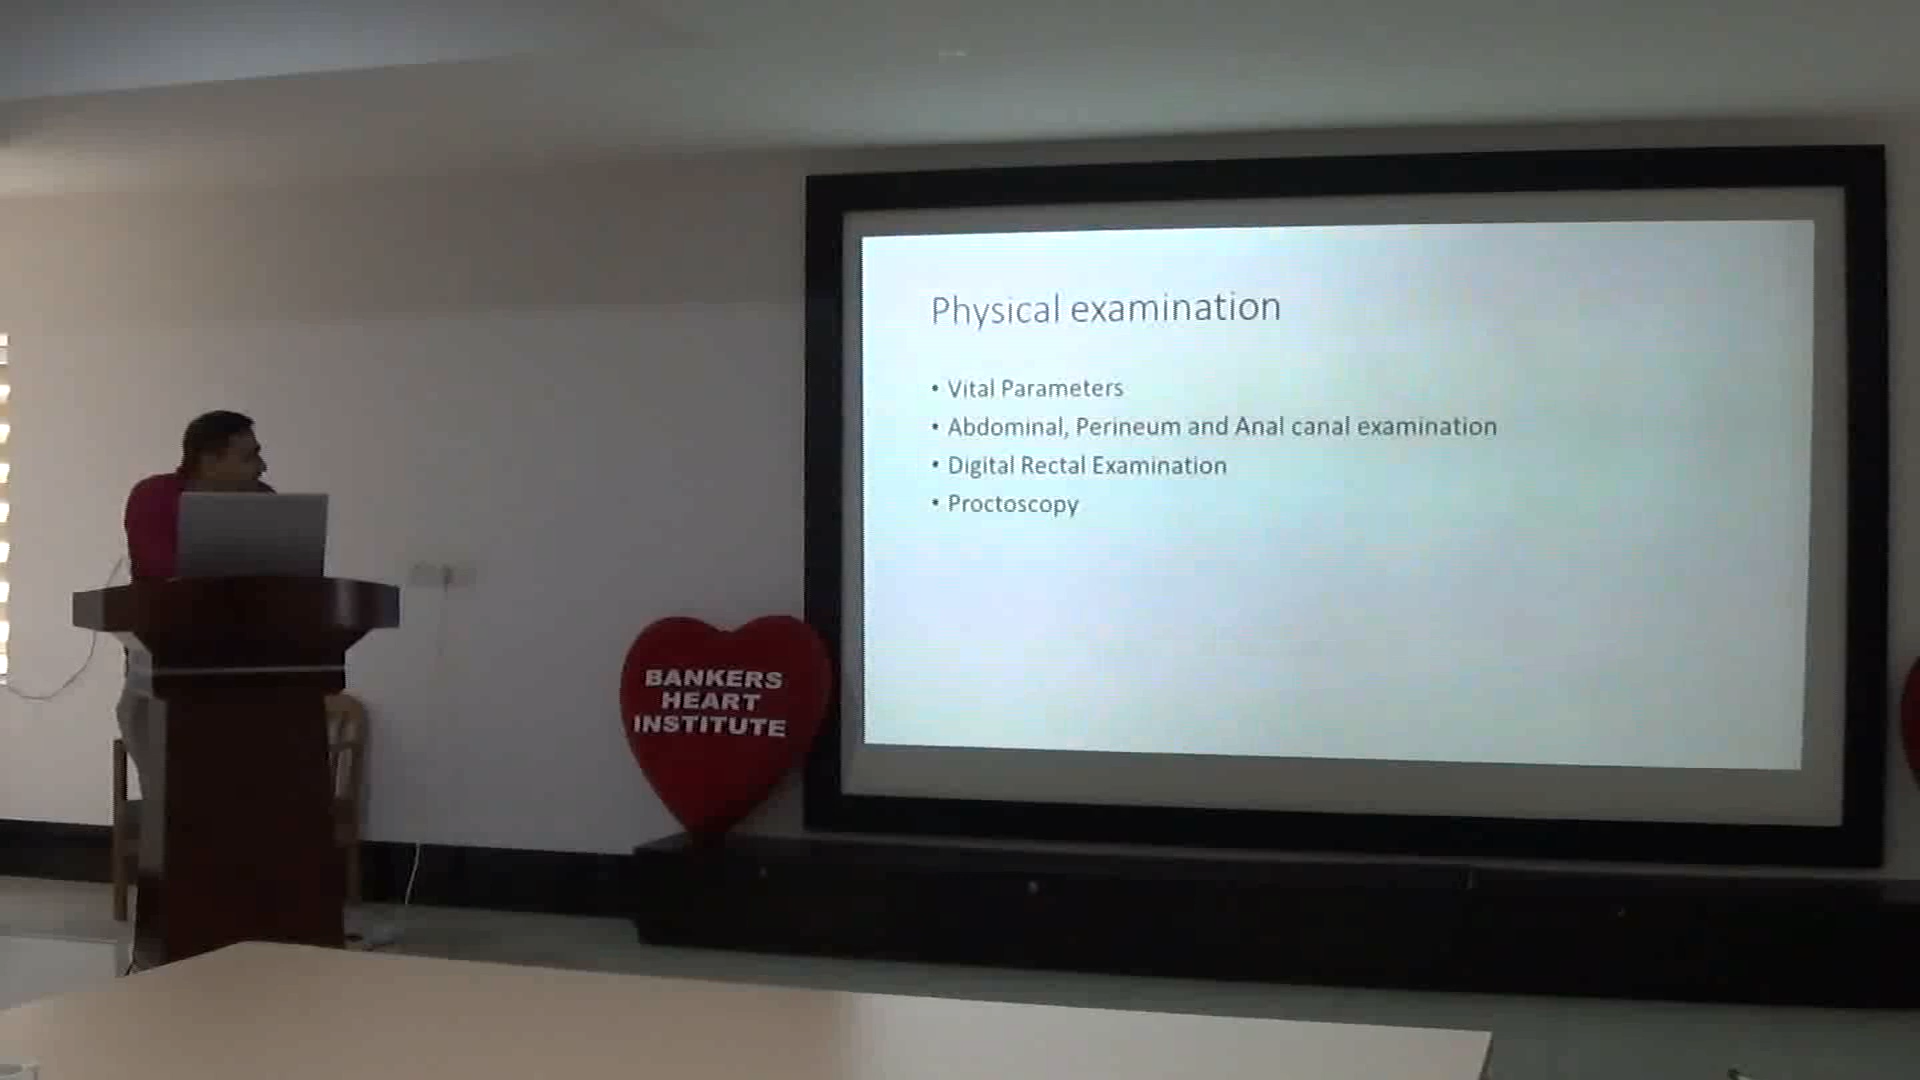 Physical examination
• Vital Parameters
• Abdominal, Perineum and Anal canal examination
• Digital Rectal Examination
• Proctoscopy
BANKERS
HEART
INSTITUTE